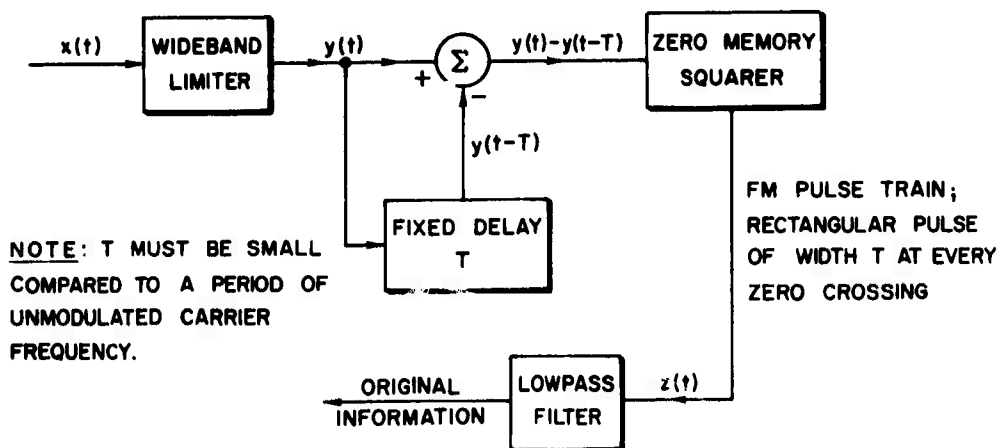 x(t)
WIDEBAND
LIMITER
y(t)
+
Σ
−
y(t)-y(t-T)
ZERO MEMORY
SQUARER
y(t-T)
FIXED DELAY
T
NOTE: T MUST BE SMALL
COMPARED TO A PERIOD OF
UNMODULATED CARRIER
FREQUENCY.
FM PULSE TRAIN;
RECTANGULAR PULSE
OF WIDTH T AT EVERY
ZERO CROSSING
z(t)
LOWPASS
FILTER
ORIGINAL
INFORMATION